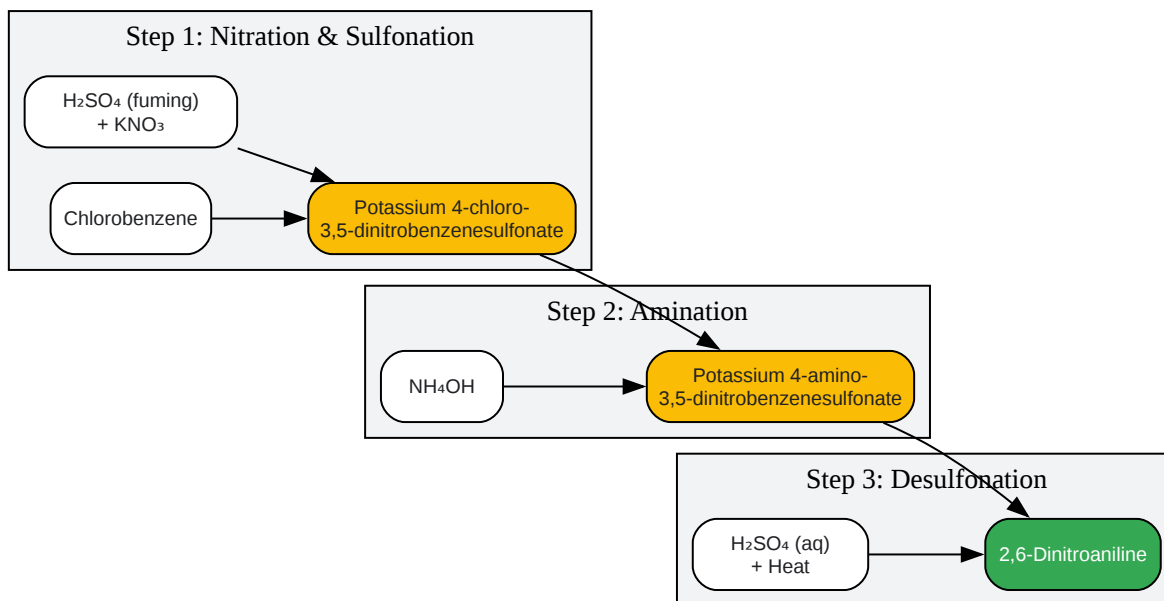 Step 1: Nitration & Sulfonation
H₂SO₄ (fuming)
+ KNO₃
Chlorobenzene
Potassium 4-chloro-
3,5-dinitrobenzenesulfonate
Step 2: Amination
NH₄OH
Potassium 4-amino-
3,5-dinitrobenzenesulfonate
Step 3: Desulfonation
H₂SO₄ (aq)
+ Heat
2,6-Dinitroaniline